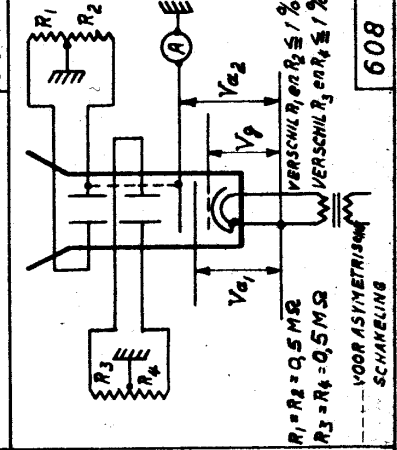 R₁
R₂
A
R₃
R₄
Va₂
Vg
Va₁
R₁=R₂=0,5 MΩ
VERSCHIL R₁ en R₂ ≦ 1 %
R₃=R₄=0,5 MΩ
VERSCHIL R₃ en R₄ ≦ 1 %
VOOR ASYMETRISCHE
SCHAKELING
608